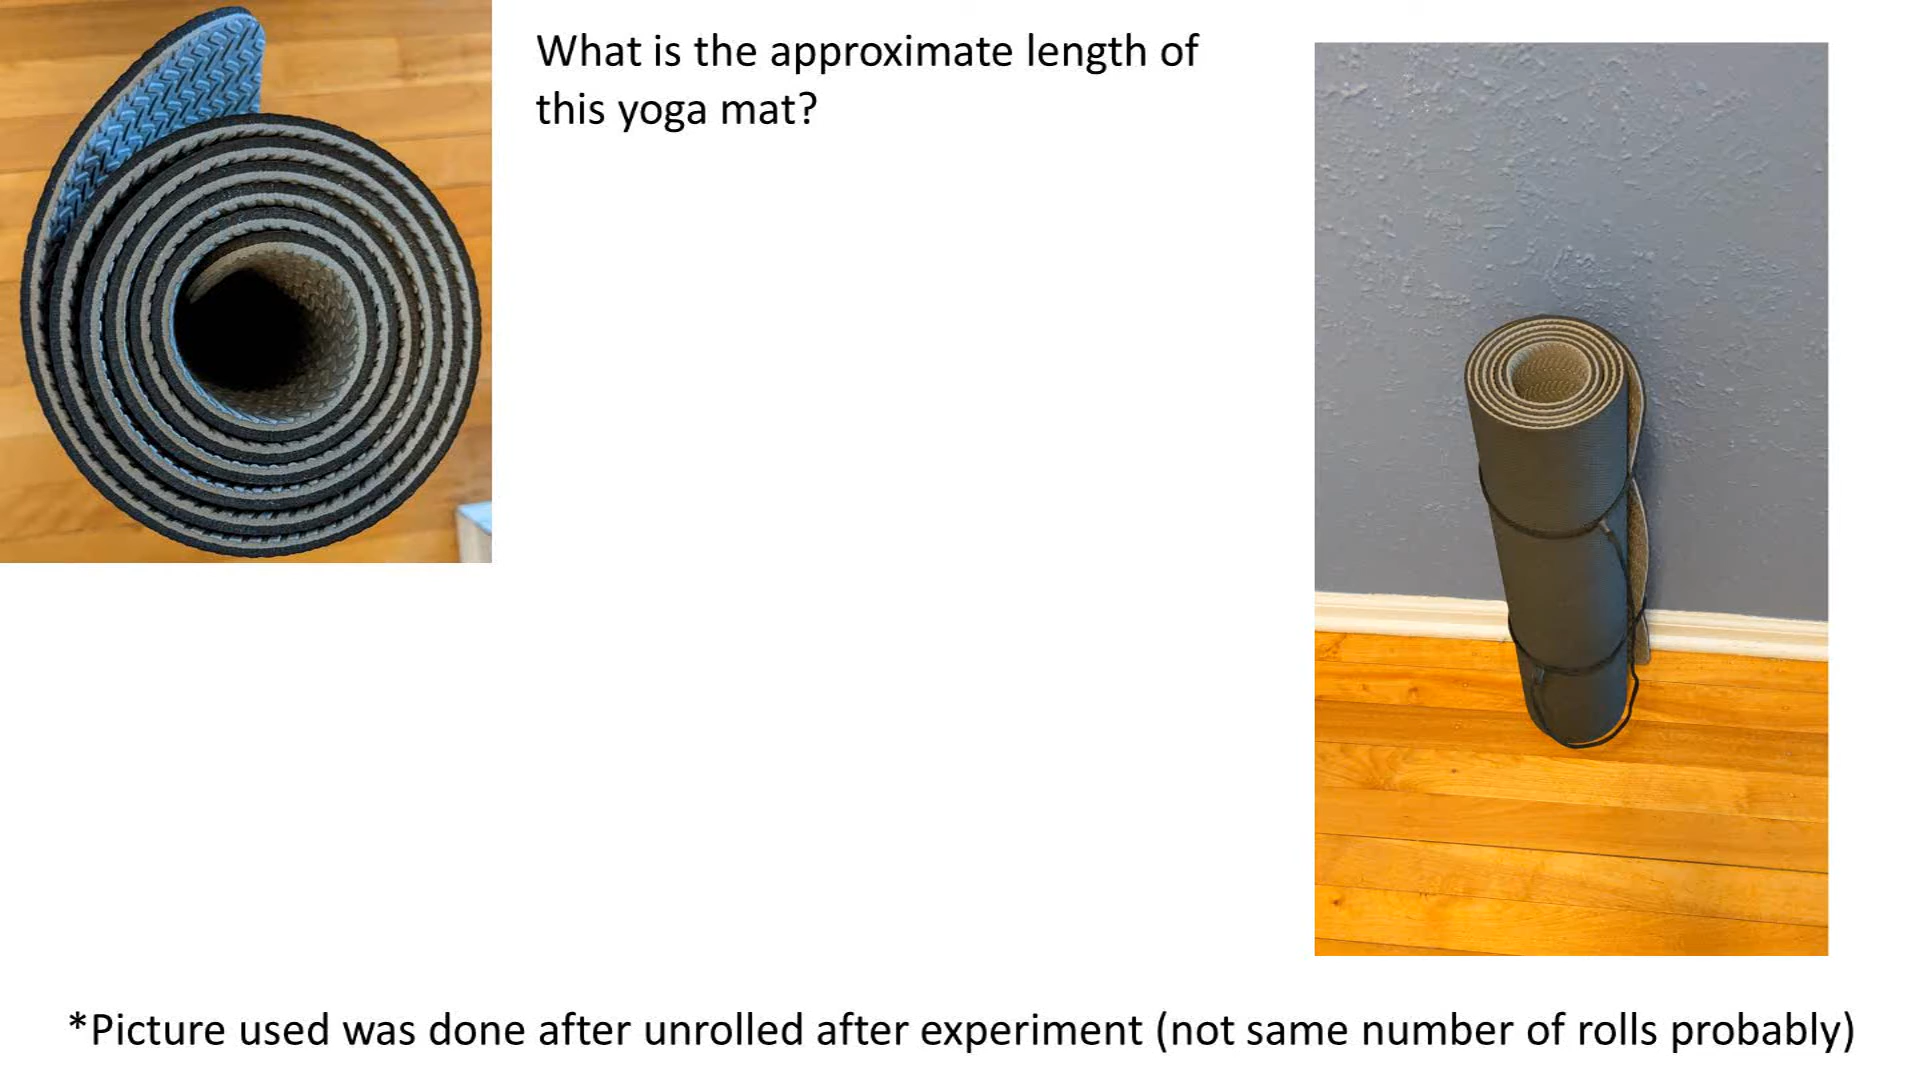 What is the approximate length of
this yoga mat?
*Picture used was done after unrolled after experiment (not same number of rolls probably)